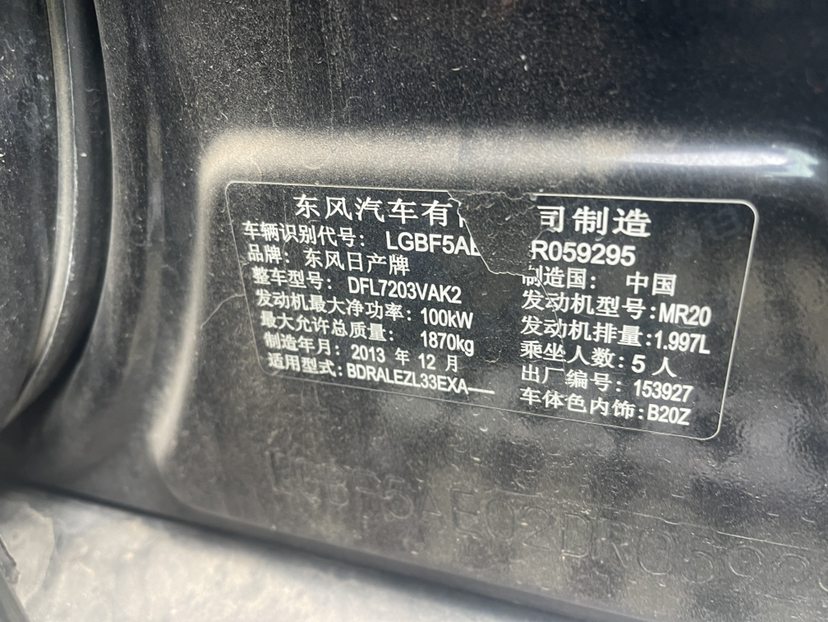 东风汽车有 司制造
车辆识别代号： LGBF5AE R059295
品牌： 东风日产牌 制造国： 中国
整车型号： DFL7203VAK2 发动机型号：MR20
发动机最大净功率：100kW 发动机排量：1.997L
最大允许总质量： 1870kg 乘坐人数：5 人
制造年月：2013 年 12 月 出厂编号： 153927
适用型式：BDRALEZL33EXA— 车体色内饰：B20Z
F5AE02DR0592